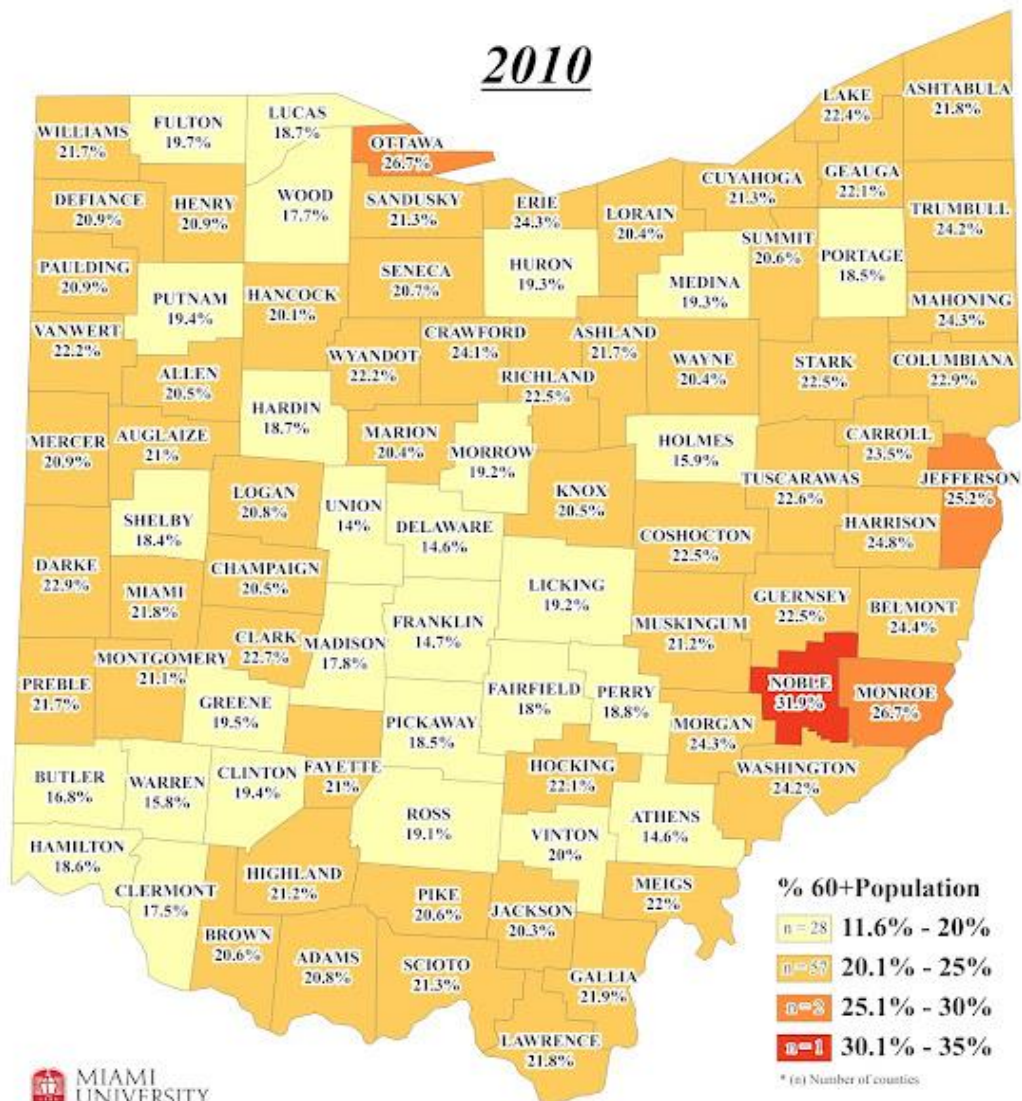 2010
ASHTABULA
21.8%
LAKE
22.4%
LUCAS
18.7%
FULTON
19.7%
WILLIAMS
21.7%
OTTAWA
26.7%
GEAUGA
22.1%
CUYAHOGA
21.3%
DEFIANCE
20.9%
HENRY
20.9%
WOOD
17.7%
SANDUSKY
21.3%
ERIE
24.3%
LORAIN
20.4%
TRUMBULL
24.2%
SUMMIT
20.6%
PORTAGE
18.5%
PAULDING
20.9%
SENECA
20.7%
HURON
19.3%
MEDINA
19.3%
PUTNAM
19.4%
HANCOCK
20.1%
MAHONING
24.3%
VANWERT
22.2%
WYANDOT
22.2%
CRAWFORD
24.1%
ASHLAND
21.7%
WAYNE
20.4%
STARK
22.5%
COLUMBIANA
22.9%
ALLEN
20.5%
RICHLAND
22.5%
HARDIN
18.7%
MERCER
20.9%
AUGLAIZE
21%
MARION
20.4%
MORROW
19.2%
HOLMES
15.9%
CARROLL
23.5%
TUSCARAWAS
22.6%
JEFFERSON
25.2%
LOGAN
20.8%
UNION
14%
KNOX
20.5%
SHELBY
18.4%
DELAWARE
14.6%
COSHOCTON
22.5%
HARRISON
24.8%
DARKE
22.9%
CHAMPAIGN
20.5%
MIAMI
21.8%
LICKING
19.2%
GUERNSEY
22.5%
BELMONT
24.4%
FRANKLIN
14.7%
MUSKINGUM
21.2%
CLARK
22.7%
MADISON
17.8%
MONTGOMERY
21.1%
PREBLE
21.7%
FAIRFIELD
18%
PERRY
18.8%
NOBLE
31.9%
MONROE
26.7%
GREENE
19.5%
PICKAWAY
18.5%
MORGAN
24.3%
HOCKING
22.1%
WASHINGTON
24.2%
FAYETTE
21%
BUTLER
16.8%
WARREN
15.8%
CLINTON
19.4%
ROSS
19.1%
VINTON
20%
ATHENS
14.6%
HAMILTON
18.6%
HIGHLAND
21.2%
CLERMONT
17.5%
PIKE
20.6%
JACKSON
20.3%
MEIGS
22%
BROWN
20.6%
ADAMS
20.8%
SCIOTO
21.3%
GALLIA
21.9%
LAWRENCE
21.8%
% 60+Population
n = 28 11.6% - 20%
n = 57 20.1% - 25%
n = 2 25.1% - 30%
n = 1 30.1% - 35%
* (n) Number of counties
MIAMI
UNIVERSITY